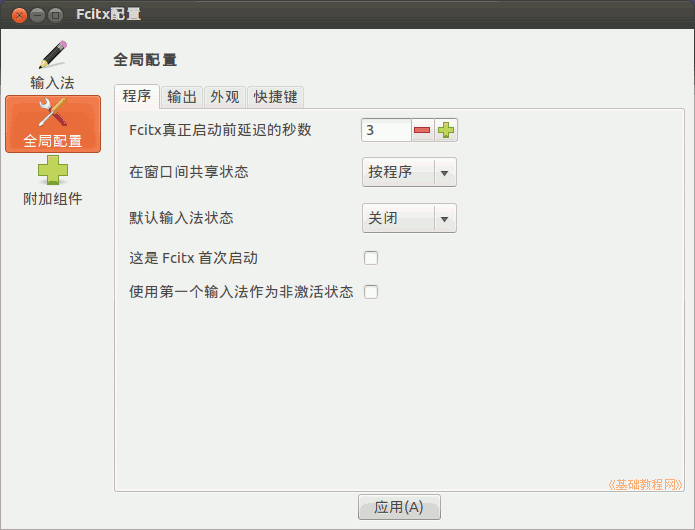 Fcitx配置
输入法
全局配置
附加组件
全局配置
程序 输出 外观 快捷键
Fcitx真正启动前延迟的秒数 3
在窗口间共享状态 按程序
默认输入法状态 关闭
这是 Fcitx 首次启动
使用第一个输入法作为非激活状态
《基础教程网》
应用(A)